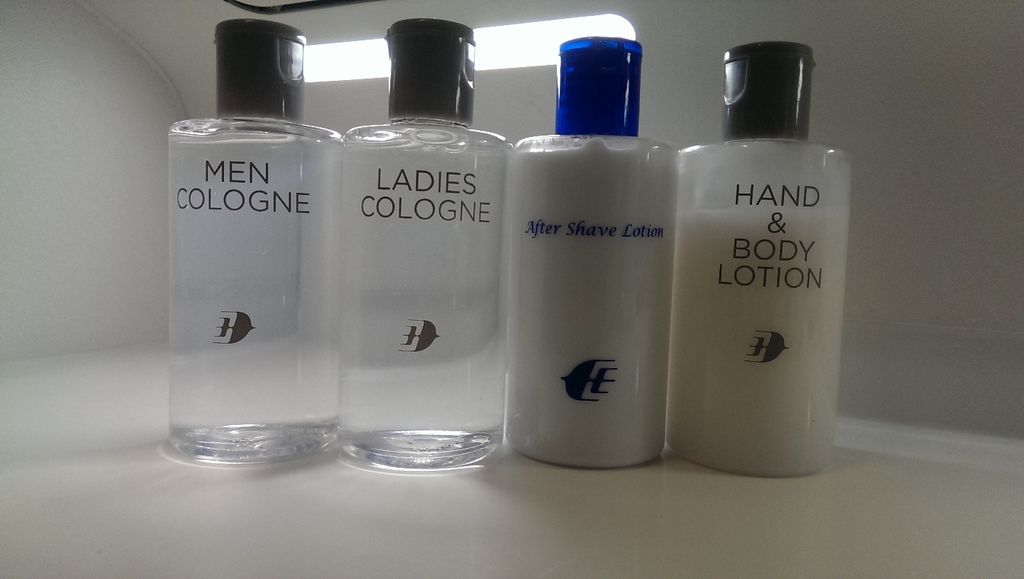 MEN
COLOGNE
LADIES
COLOGNE
After Shave Lotion
HAND
&
BODY
LOTION